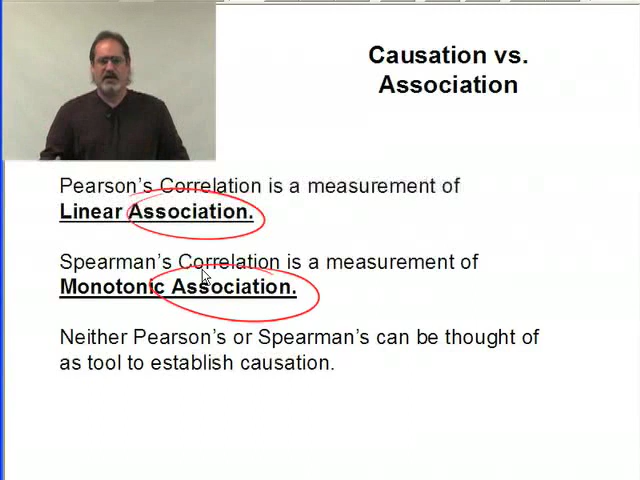 Causation vs.
Association
Pearson's Correlation is a measurement of
Linear Association.
Spearman's Correlation is a measurement of
Monotonic Association.
Neither Pearson's or Spearman's can be thought of
as tool to establish causation.